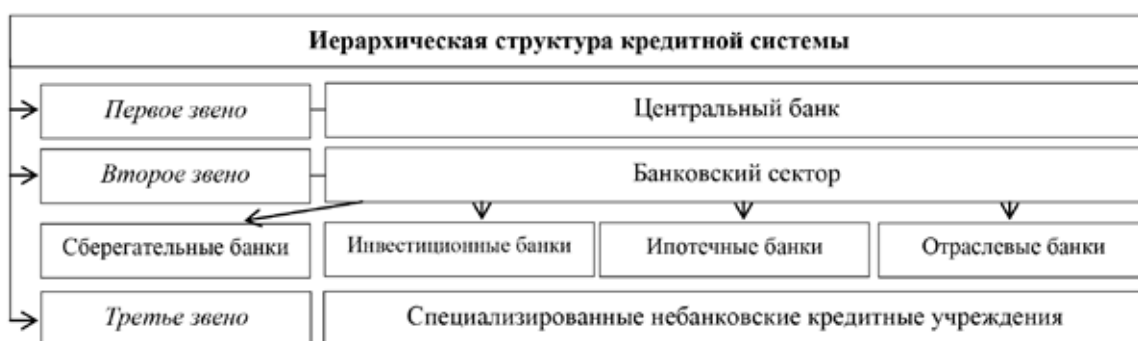 Иерархическая структура кредитной системы
Первое звено
Центральный банк
Второе звено
Банковский сектор
Сберегательные банки
Инвестиционные банки
Ипотечные банки
Отраслевые банки
Третье звено
Специализированные небанковские кредитные учреждения